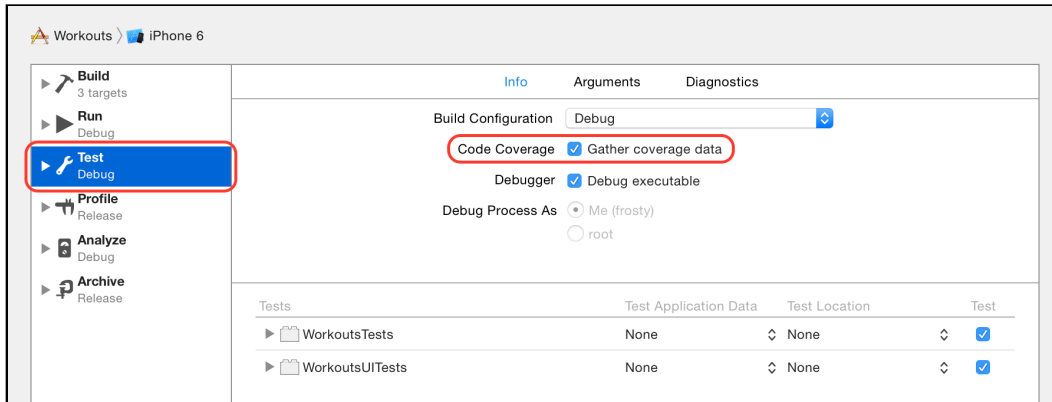 Workouts iPhone 6
Build
3 targets
Run
Debug
Test
Debug
Profile
Release
Analyze
Debug
Archive
Release
Info Arguments Diagnostics
Build Configuration Debug
Code Coverage Gather coverage data
Debugger Debug executable
Debug Process As Me (frosty)
root
Tests Test Application Data Test Location Test
WorkoutsTests None None
WorkoutsUITests None None